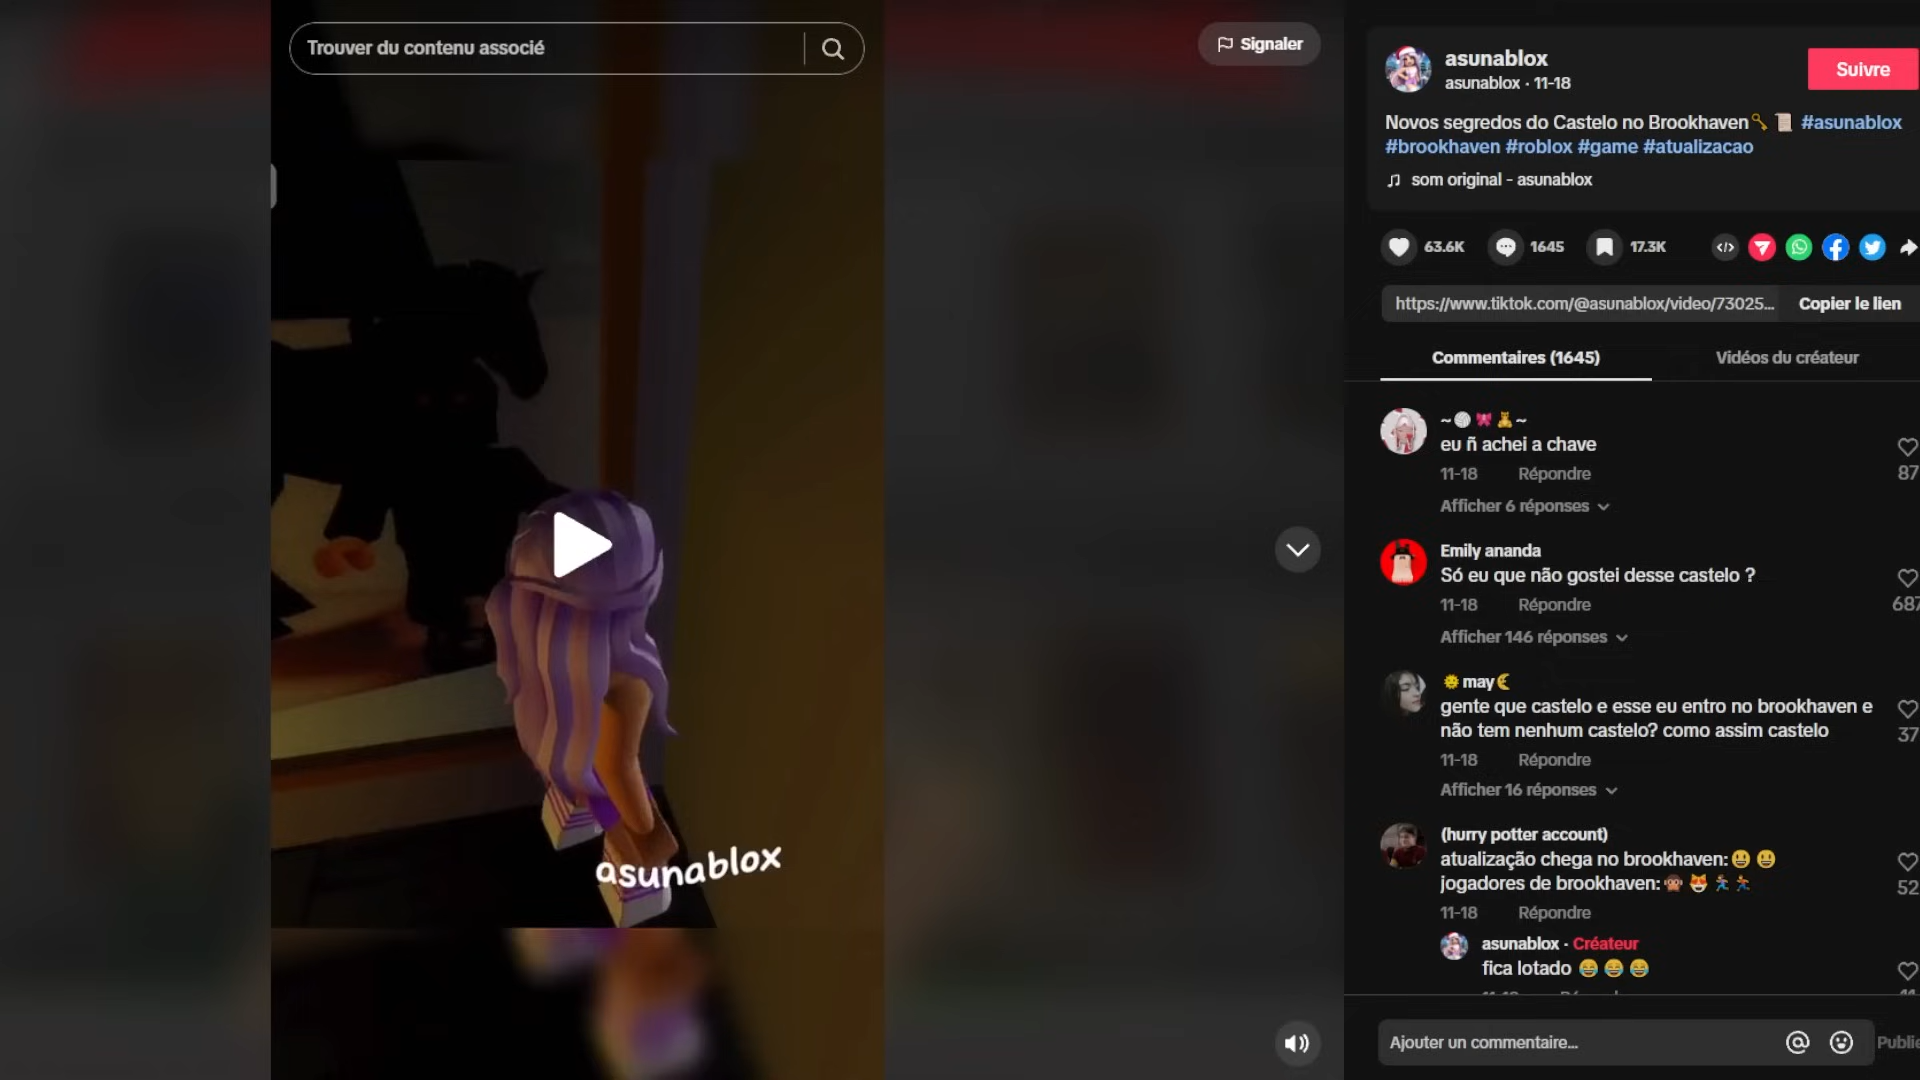 Trouver du contenu associé
Signaler
asunablox
asunablox
asunablox · 11-18
Suivre
Novos segredos do Castelo no Brookhaven🗝️📜 #asunablox
#brookhaven #roblox #game #atualizacao
som original - asunablox
63.6K
1645
17.3K
https://www.tiktok.com/@asunablox/video/73025...
Copier le lien
Commentaires (1645)
Vidéos du créateur
~🏐🎀🧸~
eu ñ achei a chave
11-18 Répondre
87
Afficher 6 réponses
Emily ananda
Só eu que não gostei desse castelo ?
11-18 Répondre
687
Afficher 146 réponses
🌞may🌜
gente que castelo e esse eu entro no brookhaven e
não tem nenhum castelo? como assim castelo
11-18 Répondre
37
Afficher 16 réponses
(hurry potter account)
atualização chega no brookhaven:😃 😃
jogadores de brookhaven:🙊 😻 🏃 🏃
11-18 Répondre
52
asunablox · Créateur
fica lotado 😂 😂 😂
Ajouter un commentaire...